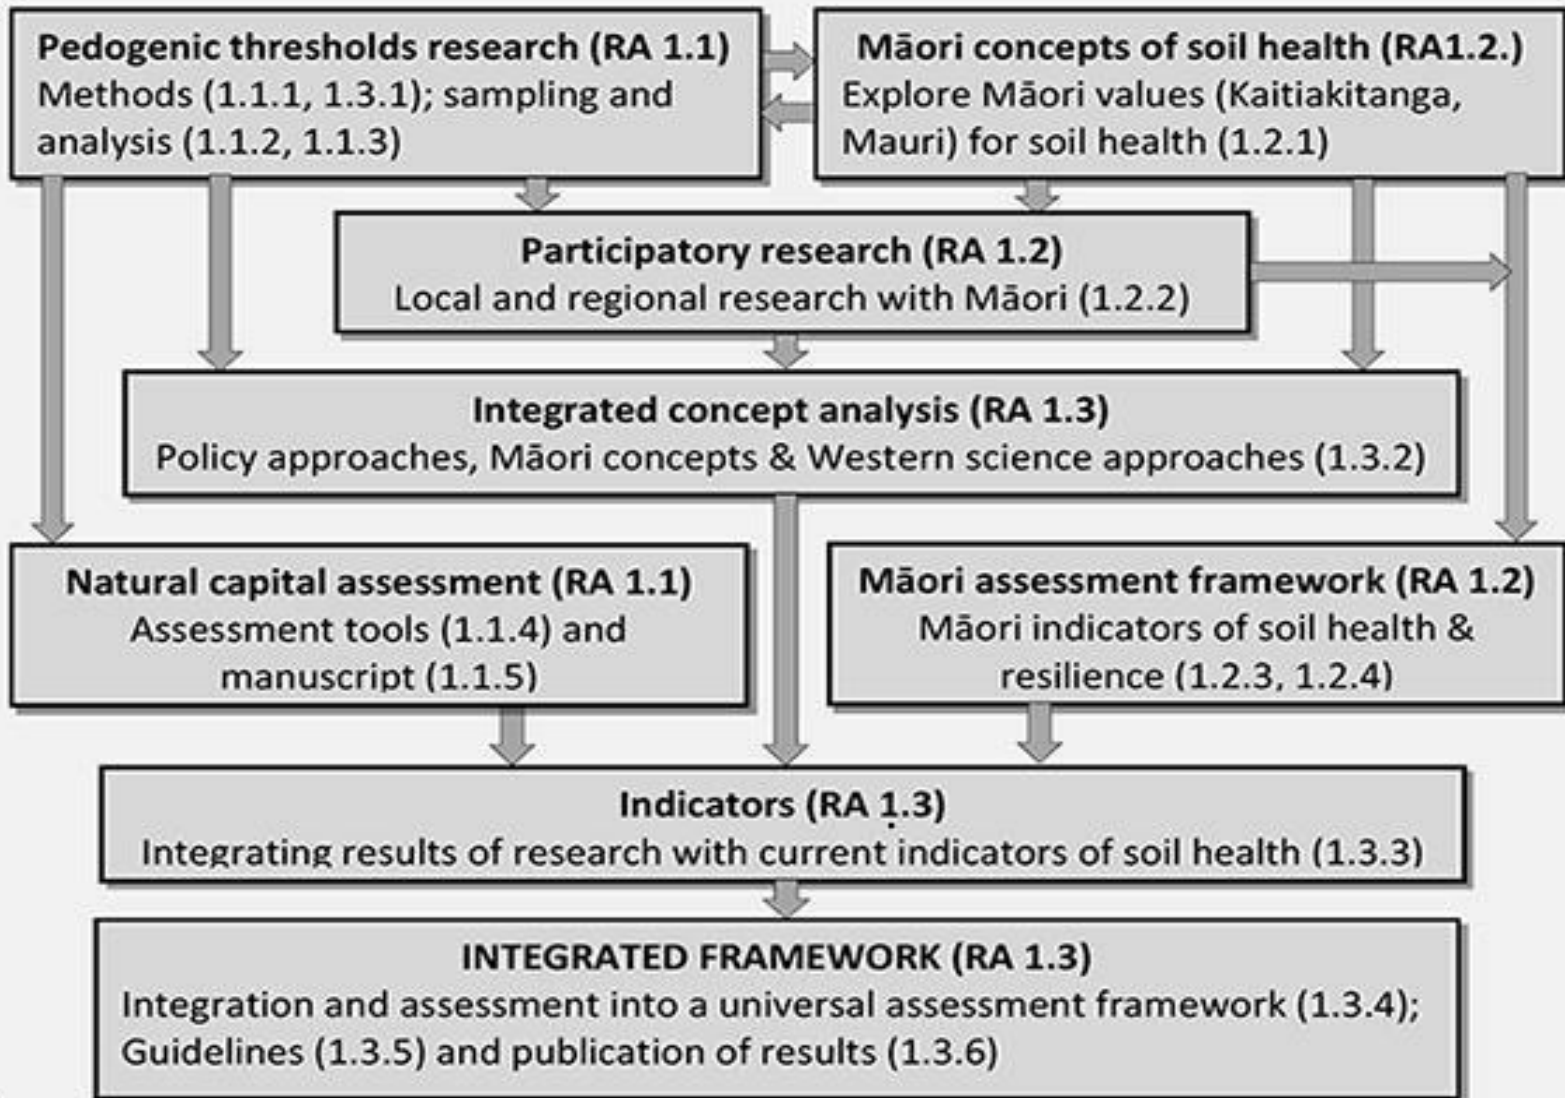 Pedogenic thresholds research (RA 1.1)
Methods (1.1.1, 1.3.1); sampling and
analysis (1.1.2, 1.1.3)
Māori concepts of soil health (RA1.2.)
Explore Māori values (Kaitiakitanga,
Mauri) for soil health (1.2.1)
Participatory research (RA 1.2)
Local and regional research with Māori (1.2.2)
Integrated concept analysis (RA 1.3)
Policy approaches, Māori concepts & Western science approaches (1.3.2)
Natural capital assessment (RA 1.1)
Assessment tools (1.1.4) and
manuscript (1.1.5)
Māori assessment framework (RA 1.2)
Māori indicators of soil health &
resilience (1.2.3, 1.2.4)
Indicators (RA 1.3)
Integrating results of research with current indicators of soil health (1.3.3)
INTEGRATED FRAMEWORK (RA 1.3)
Integration and assessment into a universal assessment framework (1.3.4);
Guidelines (1.3.5) and publication of results (1.3.6)